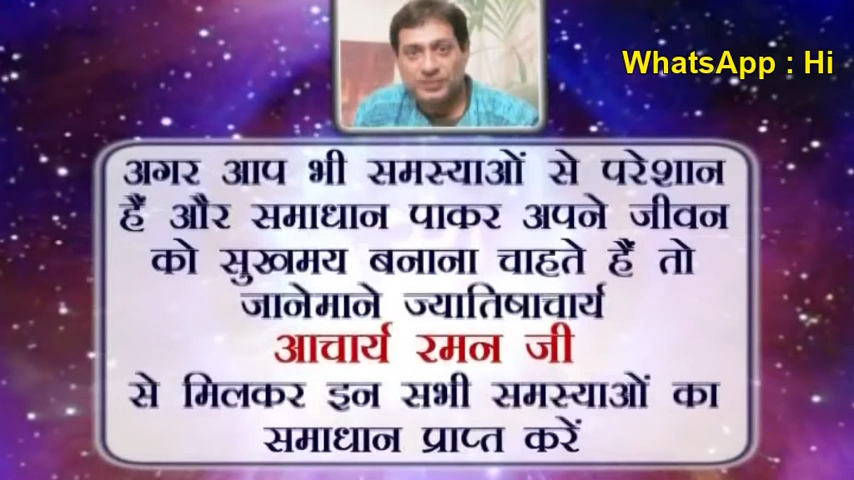 WhatsApp : Hi
अगर आप भी समस्याओं से परेशान
हैं और समाधान पाकर अपने जीवन
को सुखमय बनाना चाहते हैं तो
जानेमाने ज्यातिषाचार्य
आचार्य रमन जी
से मिलकर इन सभी समस्याओं का
समाधान प्राप्त करें